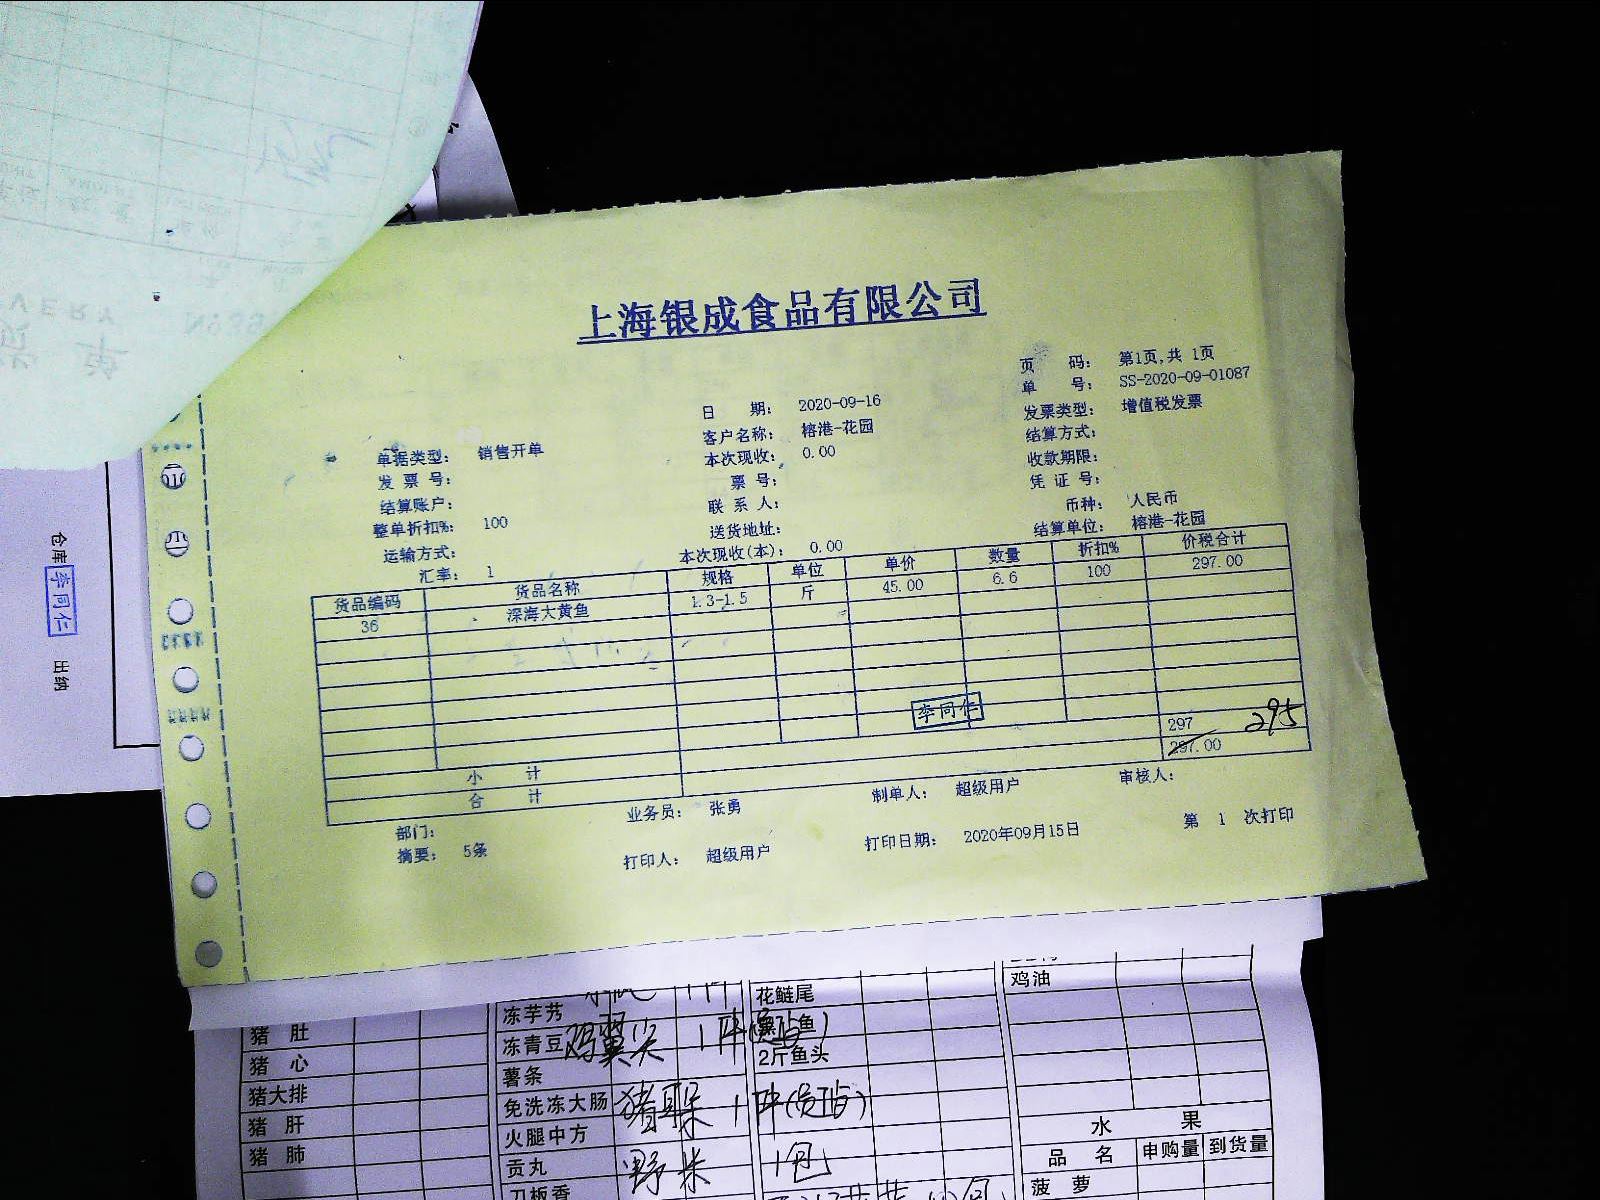 上海银成食品有限公司
页 码： 第1页,共 1页
单 号： SS-2020-09-01087
日 期： 2020-09-16
发票类型： 增值税发票
客户名称： 榕港-花园
结算方式：
单据类型： 销售开单
本次现收： 0.00
收款期限：
发 票 号：
票 号：
凭 证 号：
结算账户：
联 系 人：
币种： 人民币
整单折扣%： 100
送货地址：
结算单位： 榕港-花园
运输方式：
本次现收(本)： 0.00
汇率： 1
货品编码 货品名称 规格 单位 单价 数量 折扣% 价税合计
36 深海大黄鱼 1.3-1.5 斤 45.00 6.6 100 297.00
李同仁
小 计 297 295
合 计 297.00
部门： 业务员： 张勇 制单人： 超级用户 审核人：
摘要： 5条 打印人： 超级用户 打印日期： 2020年09月15日 第 1 次打印
仓库 李同仁 出纳
猪 肚
猪 心
猪大排
猪 肝
猪 肺
冻芋艿
冻青豆 鸡翼尖 1件
薯条
免洗冻大肠
火腿中方
贡丸 野米 1包
刀板香
花鲢尾
2斤鱼头
鸡油
水 果
品 名 申购量 到货量
菠 萝